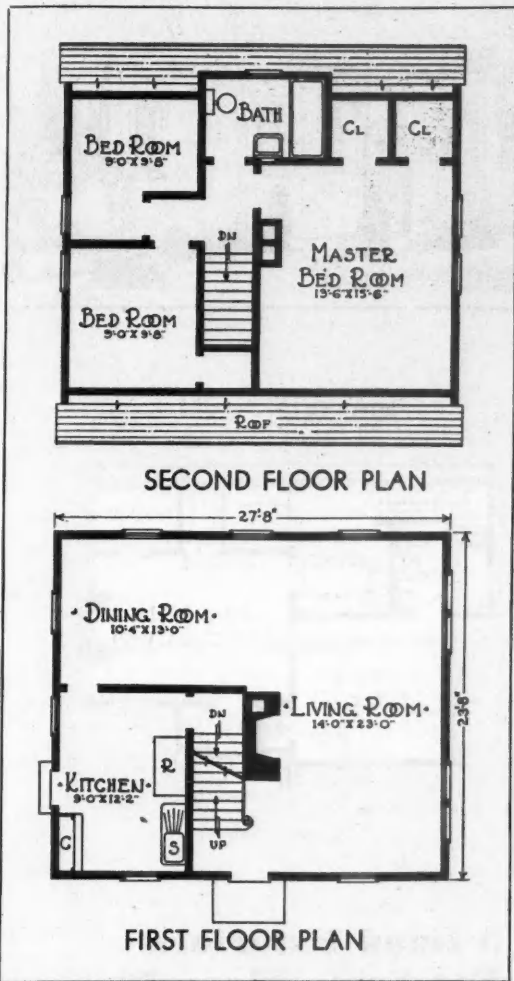 BATH
BED ROOM
9'-0"X9'-8"
CL
CL
DN
MASTER
BED ROOM
13'-6"X15'-6"
BED ROOM
9'-0"X9'-8"
ROOF
SECOND FLOOR PLAN
27'-8"
DINING ROOM
10'-4"X13'-0"
DN
LIVING ROOM
14'-0"X23'-0"
23'-8"
R
KITCHEN
9'-0"X12'-2"
C
S
UP
FIRST FLOOR PLAN